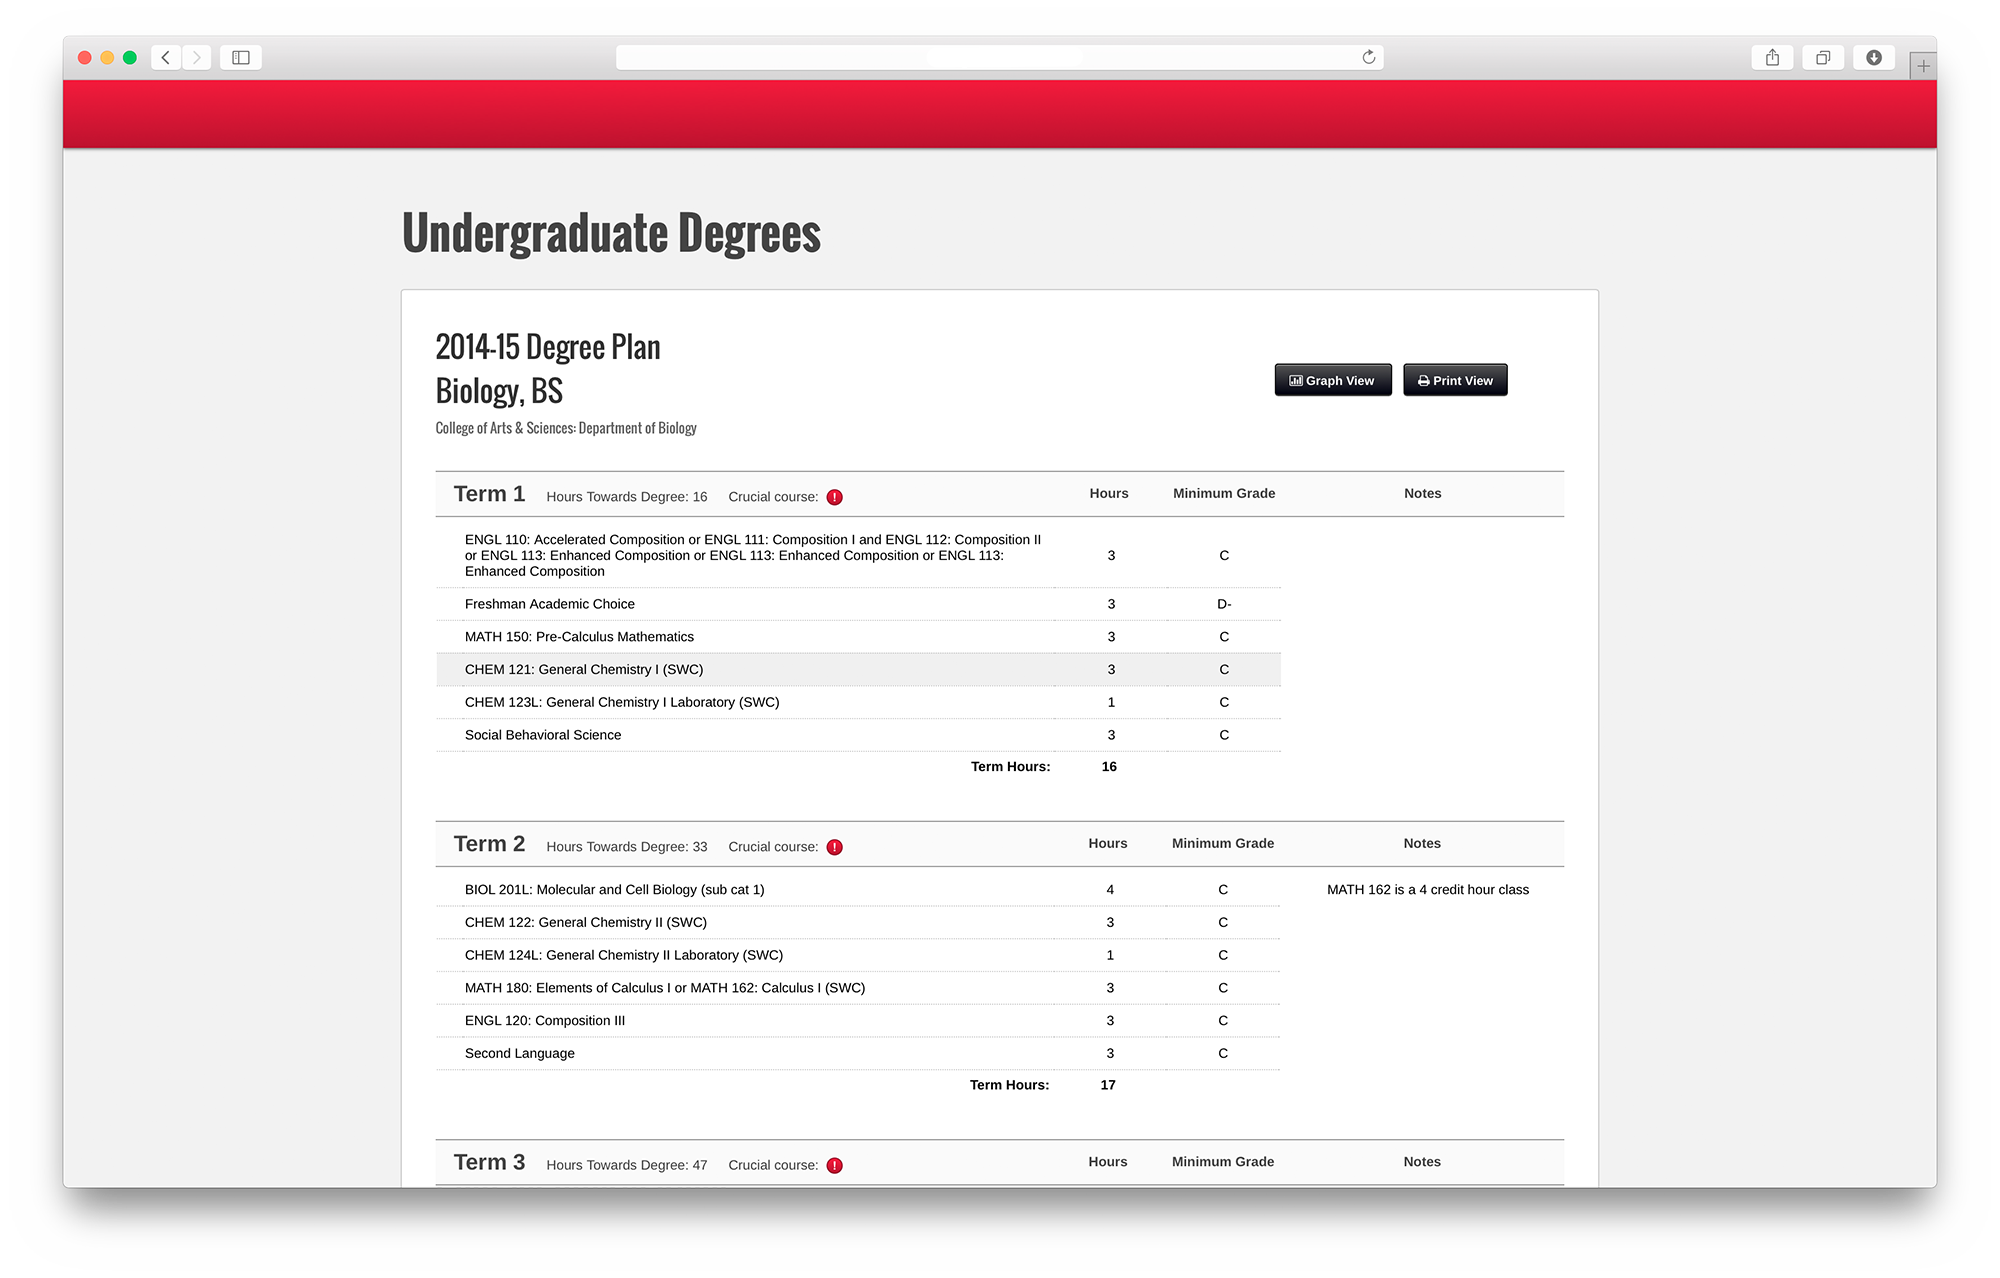 Undergraduate Degrees
2014-15 Degree Plan
Biology, BS
College of Arts & Sciences: Department of Biology
Graph View Print View
Term 1 Hours Towards Degree: 16 Crucial course: ! Hours Minimum Grade Notes
ENGL 110: Accelerated Composition or ENGL 111: Composition I and ENGL 112: Composition II
or ENGL 113: Enhanced Composition or ENGL 113: Enhanced Composition or ENGL 113: 3 C
Enhanced Composition
Freshman Academic Choice 3 D-
MATH 150: Pre-Calculus Mathematics 3 C
CHEM 121: General Chemistry I (SWC) 3 C
CHEM 123L: General Chemistry I Laboratory (SWC) 1 C
Social Behavioral Science 3 C
Term Hours: 16
Term 2 Hours Towards Degree: 33 Crucial course: ! Hours Minimum Grade Notes
BIOL 201L: Molecular and Cell Biology (sub cat 1) 4 C MATH 162 is a 4 credit hour class
CHEM 122: General Chemistry II (SWC) 3 C
CHEM 124L: General Chemistry II Laboratory (SWC) 1 C
MATH 180: Elements of Calculus I or MATH 162: Calculus I (SWC) 3 C
ENGL 120: Composition III 3 C
Second Language 3 C
Term Hours: 17
Term 3 Hours Towards Degree: 47 Crucial course: ! Hours Minimum Grade Notes